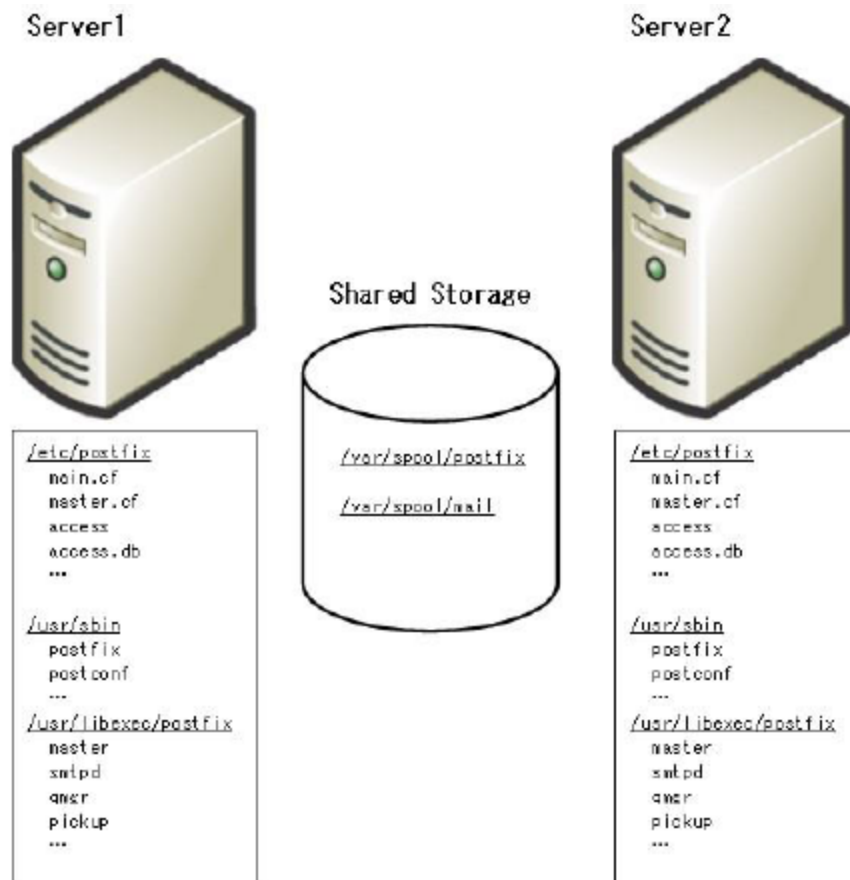 Server1
Server2
Shared Storage
/etc/postfix
main.cf
master.cf
access
access.db
...
/usr/sbin
postfix
postconf
...
/usr/libexec/postfix
master
smtpd
qmgr
pickup
...
/var/spool/postfix
/var/spool/mail
/etc/postfix
main.cf
master.cf
access
access.db
...
/usr/sbin
postfix
postconf
...
/usr/libexec/postfix
master
smtpd
qmgr
pickup
...